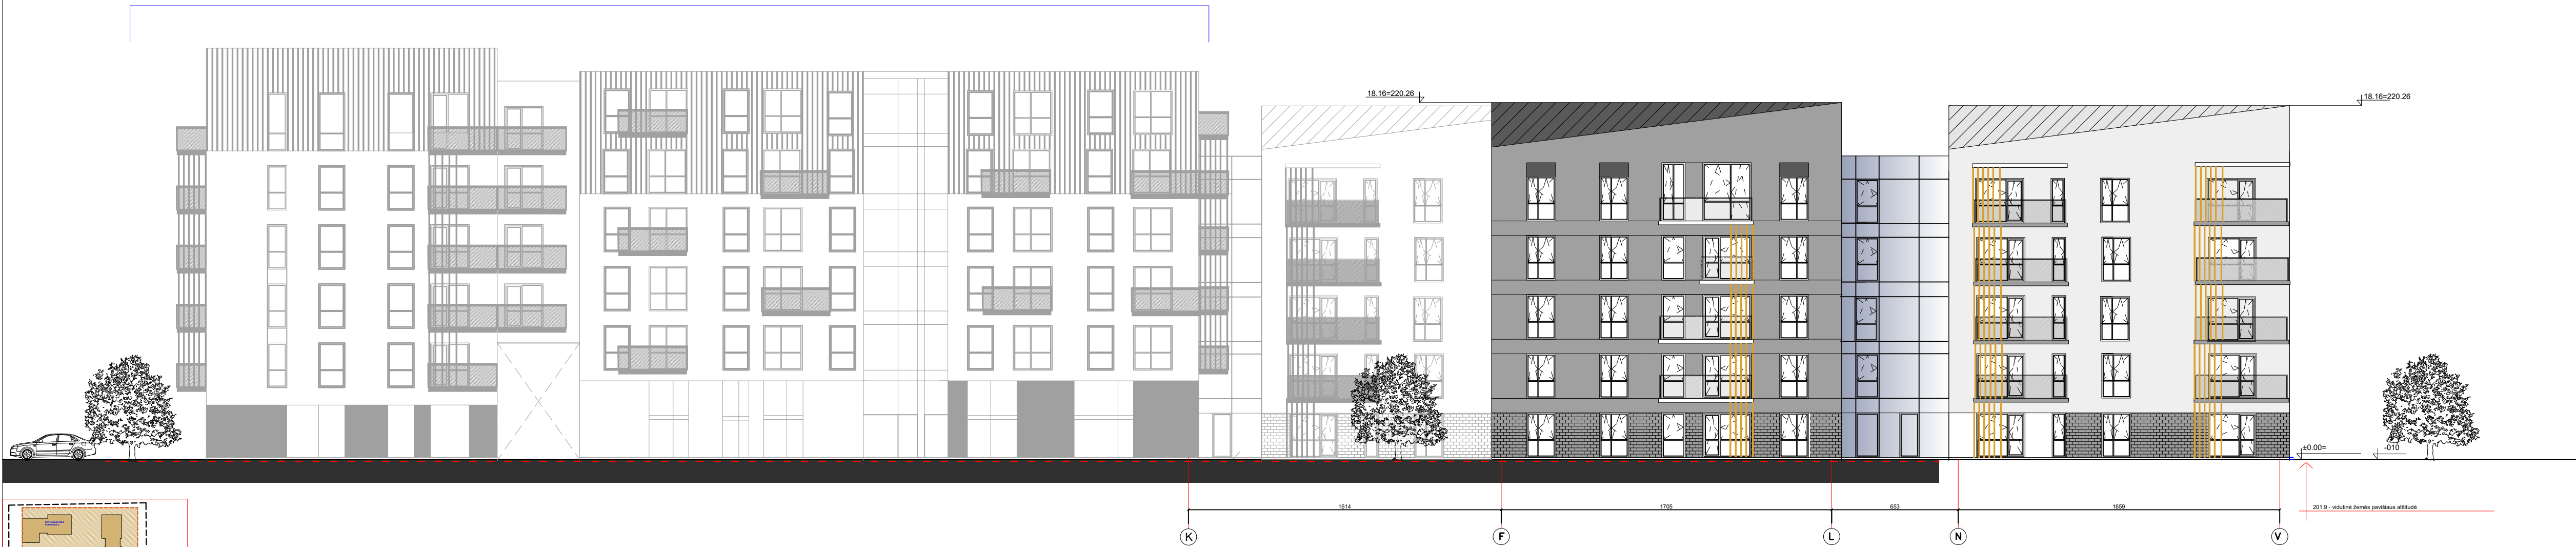 18.16=220.26
18.16=220.26
±0.00=
-010
1614
1705
653
1659
201.9 - vidutinė žemės paviršiaus altitudė
K
F
L
N
V